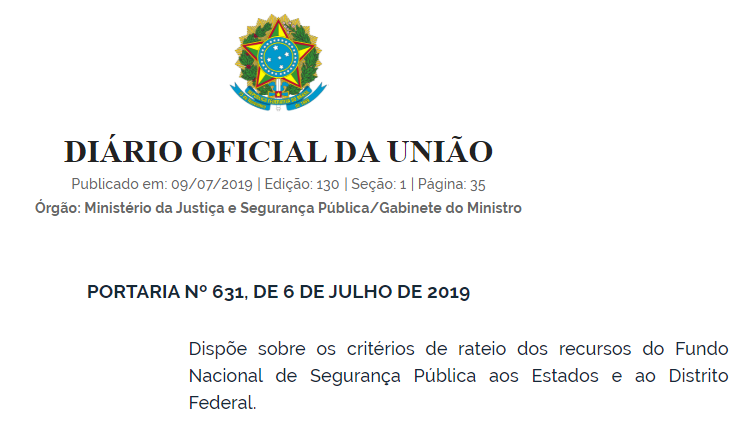 DIÁRIO OFICIAL DA UNIÃO
Publicado em: 09/07/2019 | Edição: 130 | Seção: 1 | Página: 35
Órgão: Ministério da Justiça e Segurança Pública/Gabinete do Ministro
PORTARIA Nº 631, DE 6 DE JULHO DE 2019
Dispõe sobre os critérios de rateio dos recursos do Fundo
Nacional de Segurança Pública aos Estados e ao Distrito
Federal.